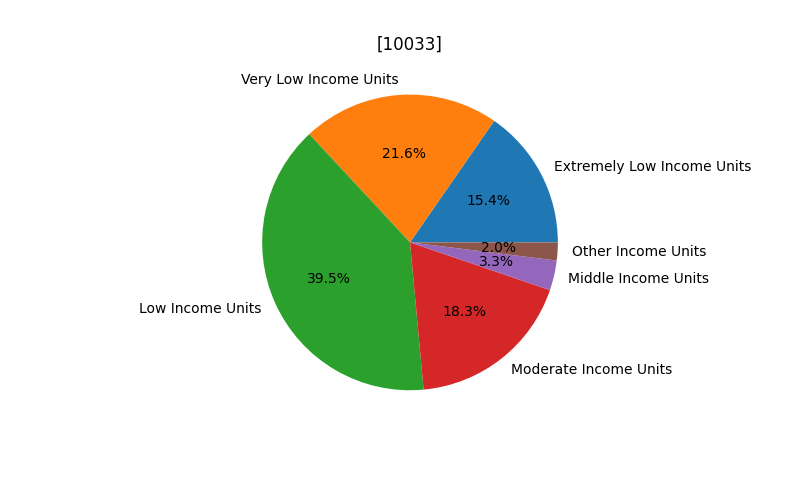 [10033]
Very Low Income Units
21.6%
Extremely Low Income Units
15.4%
2.0%
Other Income Units
3.3%
Middle Income Units
39.5%
Low Income Units
18.3%
Moderate Income Units